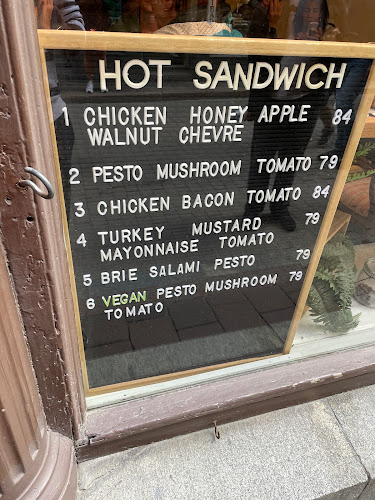 HOT SANDWICH
1 CHICKEN HONEY APPLE 84
WALNUT CHEVRE
2 PESTO MUSHROOM TOMATO 79
3 CHICKEN BACON TOMATO 84
4 TURKEY MUSTARD 79
MAYONNAISE TOMATO
5 BRIE SALAMI PESTO 79
6 VEGAN PESTO MUSHROOM 79
TOMATO